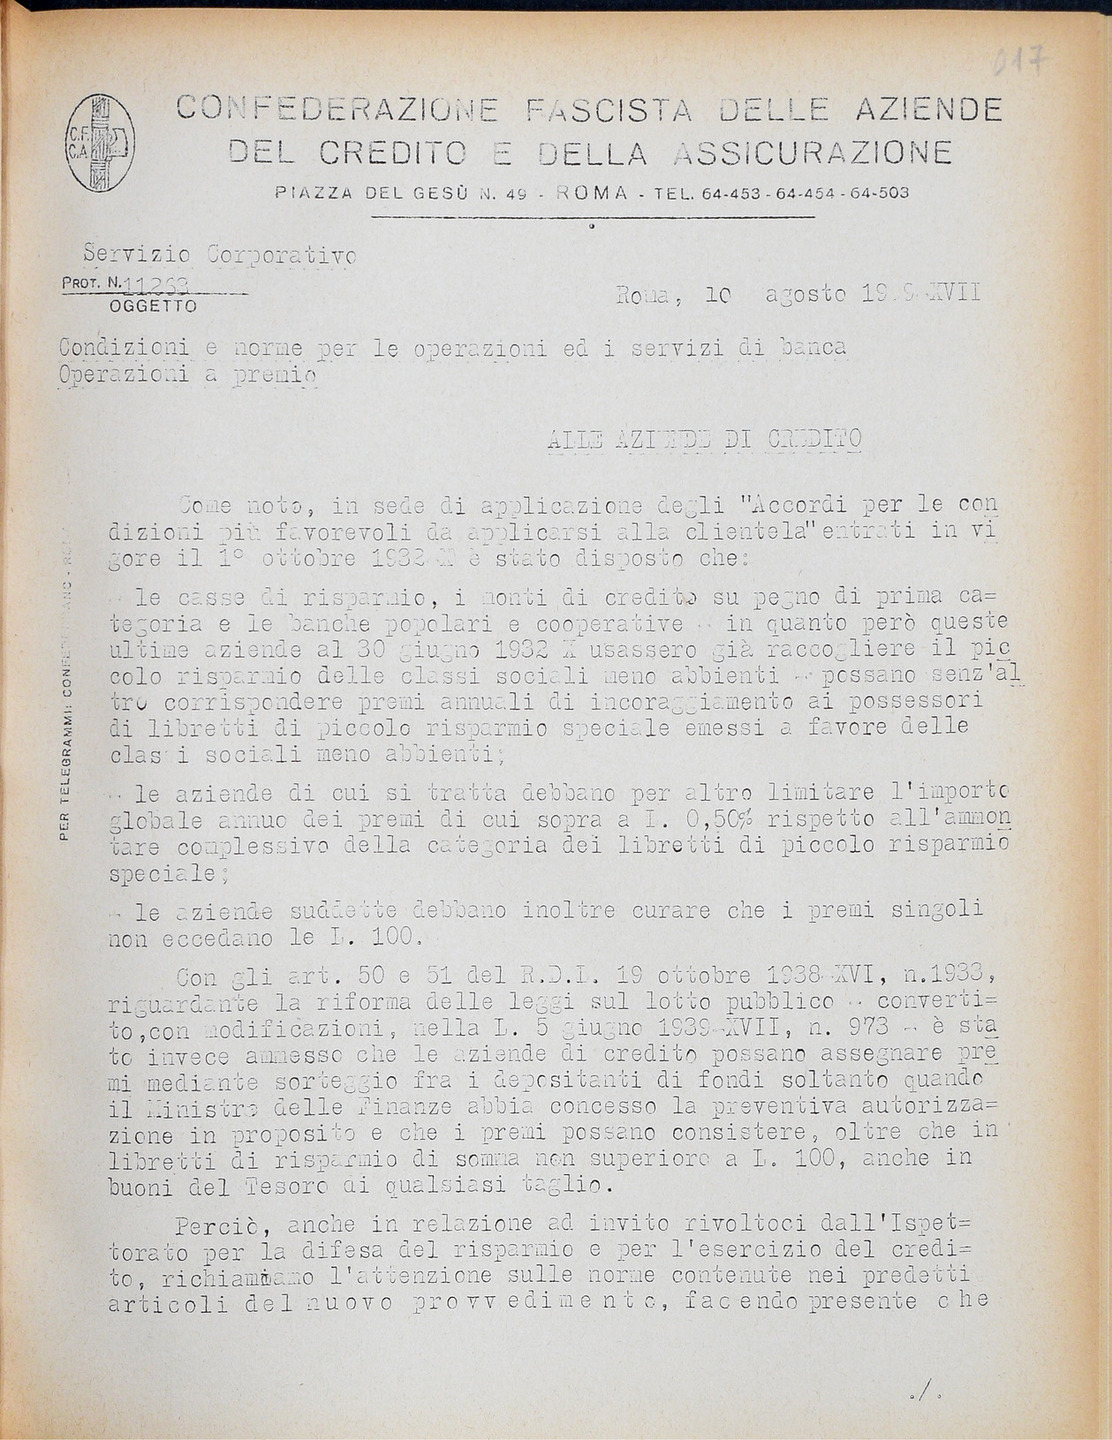 017
CONFEDERAZIONE FASCISTA DELLE AZIENDE
DEL CREDITO E DELLA ASSICURAZIONE
C.F.
C.A.
PIAZZA DEL GESÙ N. 49 - ROMA - TEL. 64-453 - 64-454 - 64-503
Servizio Corporativo
PROT. N. 11263
OGGETTO
Roma, 10 agosto 1939-XVII
Condizioni e norme per le operazioni ed i servizi di banca
Operazioni a premio
ALLE AZIENDE DI CREDITO
Come noto, in sede di applicazione degli "Accordi per le con
dizioni più favorevoli da applicarsi alla clientela" entrati in vi
gore il 1° ottobre 1932 X è stato disposto che:
- le casse di risparmio, i monti di credito su pegno di prima ca=
tegoria e le banche popolari e cooperative - in quanto però queste
ultime aziende al 30 giugno 1932 X usassero già raccogliere il pic
colo risparmio delle classi sociali meno abbienti - possano senz'al
tro corrispondere premi annuali di incoraggiamento ai possessori
di libretti di piccolo risparmio speciale emessi a favore delle
classi sociali meno abbienti;
- le aziende di cui si tratta debbano per altro limitare l'importo
globale annuo dei premi di cui sopra a L. 0,50% rispetto all'ammon
tare complessivo della categoria dei libretti di piccolo risparmio
speciale;
- le aziende suddette debbano inoltre curare che i premi singoli
non eccedano le L. 100.
Con gli art. 50 e 51 del R.D.L. 19 ottobre 1938-XVI, n.1933,
riguardante la riforma delle leggi sul lotto pubblico - converti=
to,con modificazioni, nella L. 5 giugno 1939-XVII, n. 973 - è sta
to invece ammesso che le aziende di credito possano assegnare pre
mi mediante sorteggio fra i depositanti di fondi soltanto quando
il Ministro delle Finanze abbia concesso la preventiva autorizza=
zione in proposito e che i premi possano consistere, oltre che in
libretti di risparmio di somma non superiore a L. 100, anche in
buoni del Tesoro di qualsiasi taglio.
Perciò, anche in relazione ad invito rivoltoci dall'Ispet=
torato per la difesa del risparmio e per l'esercizio del credi=
to, richiamiamo l'attenzione sulle norme contenute nei predetti
articoli del nuovo provvedimento, facendo presente che
./.
PER TELEGRAMMI: